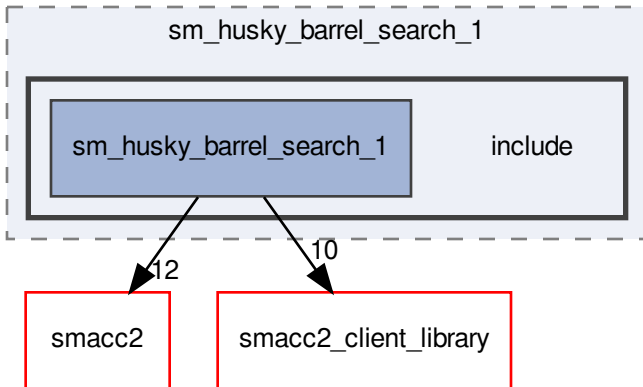 sm_husky_barrel_search_1
sm_husky_barrel_search_1
include
12
10
smacc2
smacc2_client_library